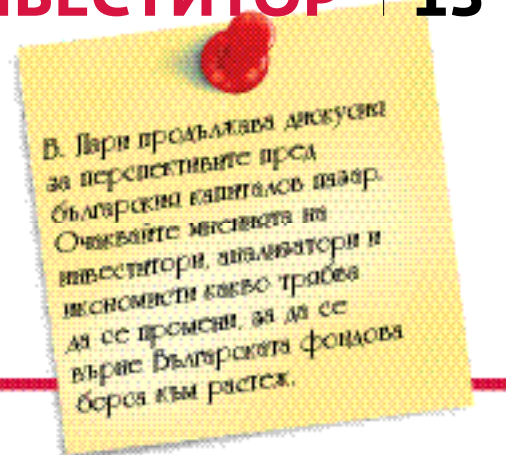 ИНВЕСТИТОР | 13
В. Пари продължава дискусия
за перспективите пред
българския капиталов пазар.
Очаквайте мненията на
инвеститори, анализатори и
икономисти какво трябва
да се промени, за да се
върне Българската фондова
борса към растеж.